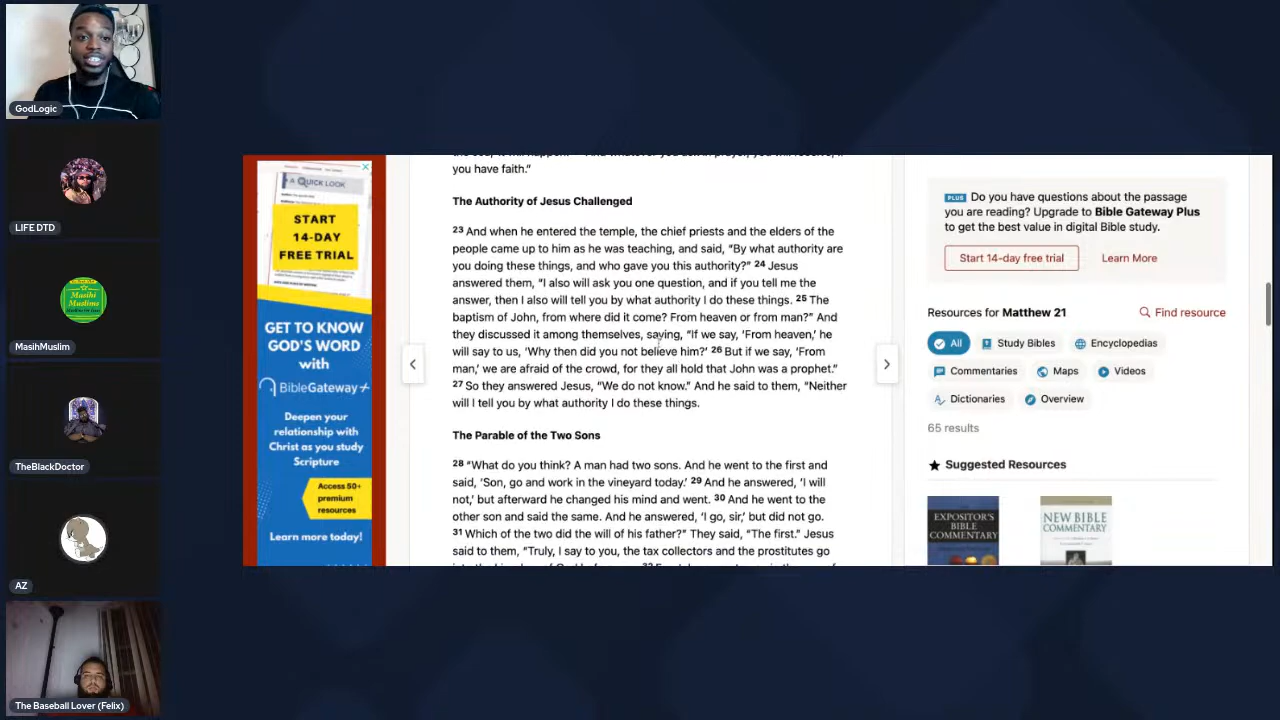 GodLogic
LIFE DTD
Masihi
Muslims
MasihMuslim
TheBlackDoctor
AZ
The Baseball Lover (Felix)
A QUICK LOOK
START
14-DAY
FREE TRIAL
GET TO KNOW
GOD'S WORD
with
BibleGateway+
Deepen your
relationship with
Christ as you study
Scripture
Access 50+
premium
resources
Learn more today!
you have faith.”
The Authority of Jesus Challenged
23 And when he entered the temple, the chief priests and the elders of the
people came up to him as he was teaching, and said, “By what authority are
you doing these things, and who gave you this authority?” 24 Jesus
answered them, “I also will ask you one question, and if you tell me the
answer, then I also will tell you by what authority I do these things. 25 The
baptism of John, from where did it come? From heaven or from man?” And
they discussed it among themselves, saying, “If we say, ‘From heaven,’ he
will say to us, ‘Why then did you not believe him?’ 26 But if we say, ‘From
man,’ we are afraid of the crowd, for they all hold that John was a prophet.”
27 So they answered Jesus, “We do not know.” And he said to them, “Neither
will I tell you by what authority I do these things.
The Parable of the Two Sons
28 “What do you think? A man had two sons. And he went to the first and
said, ‘Son, go and work in the vineyard today.’ 29 And he answered, ‘I will
not,’ but afterward he changed his mind and went. 30 And he went to the
other son and said the same. And he answered, ‘I go, sir,’ but did not go.
31 Which of the two did the will of his father?” They said, “The first.” Jesus
said to them, “Truly, I say to you, the tax collectors and the prostitutes go
PLUS Do you have questions about the passage
you are reading? Upgrade to Bible Gateway Plus
to get the best value in digital Bible study.
Start 14-day free trial
Learn More
Resources for Matthew 21
Find resource
All
Study Bibles
Encyclopedias
Commentaries
Maps
Videos
Dictionaries
Overview
65 results
Suggested Resources
EXPOSITOR'S
BIBLE
COMMENTARY
NEW BIBLE
COMMENTARY